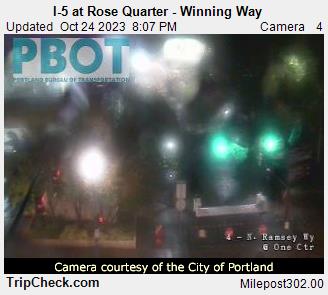 I-5 at Rose Quarter - Winning Way
Updated Oct 24 2023 8:07 PM Camera 4
PBOT
PORTLAND BUREAU OF TRANSPORTATION
4 - N. Ramsey Wy
@ One Ctr
Camera courtesy of the City of Portland
TripCheck.com Milepost302.00